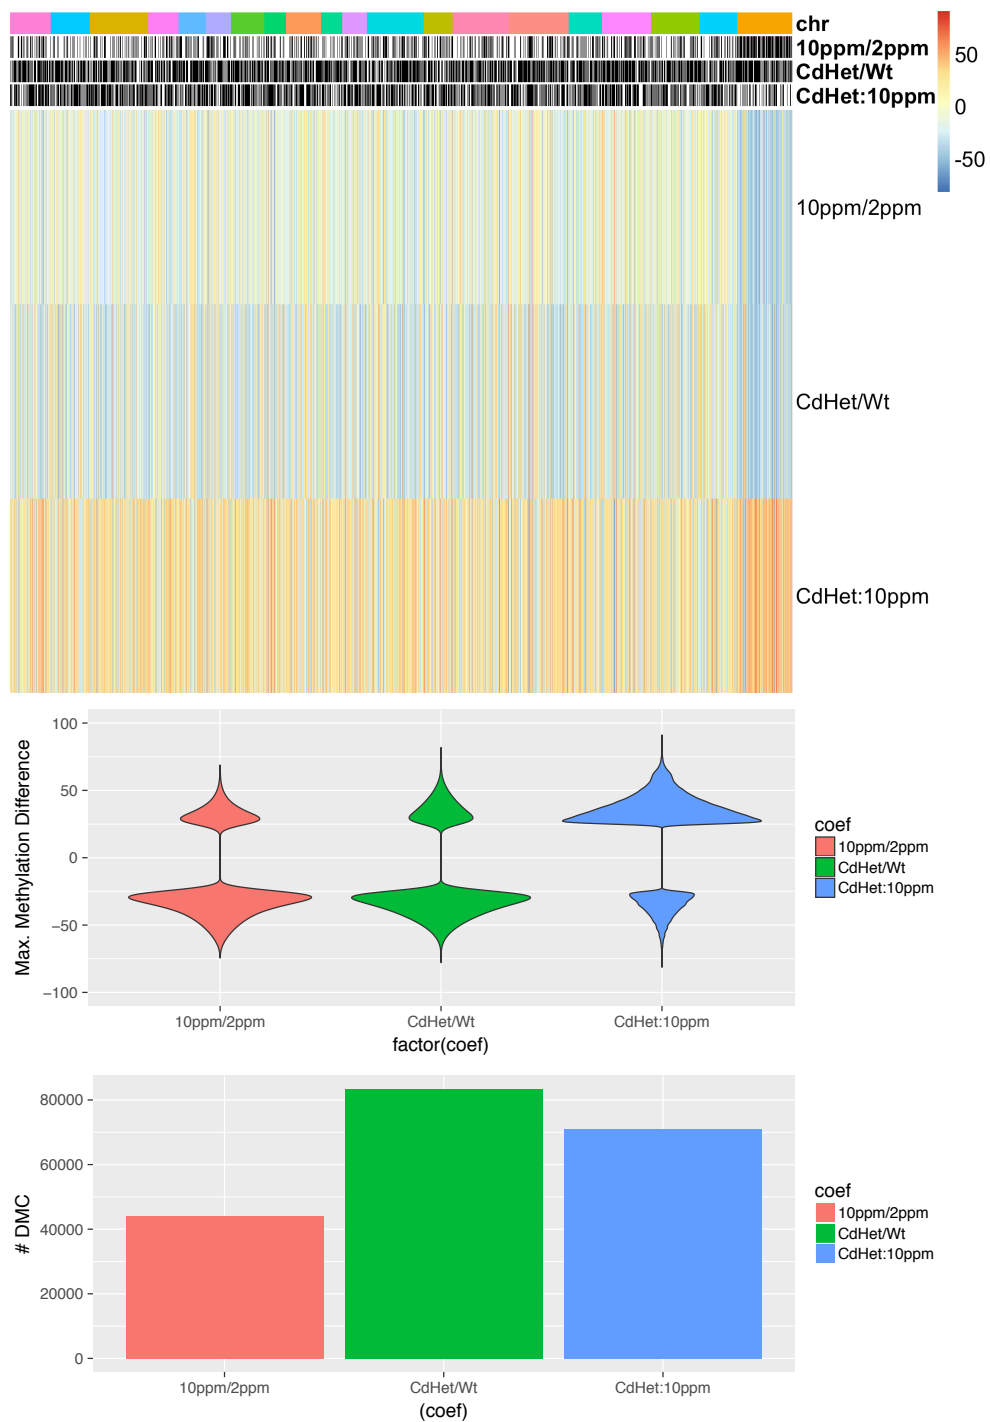 chr
10ppm/2ppm
CdHet/Wt
CdHet:10ppm
50
0
-50
10ppm/2ppm
CdHet/Wt
CdHet:10ppm
100
50
0
−50
−100
Max. Methylation Difference
10ppm/2ppm
CdHet/Wt
CdHet:10ppm
factor(coef)
coef
10ppm/2ppm
CdHet/Wt
CdHet:10ppm
80000
60000
40000
20000
0
# DMC
10ppm/2ppm
CdHet/Wt
CdHet:10ppm
(coef)
coef
10ppm/2ppm
CdHet/Wt
CdHet:10ppm